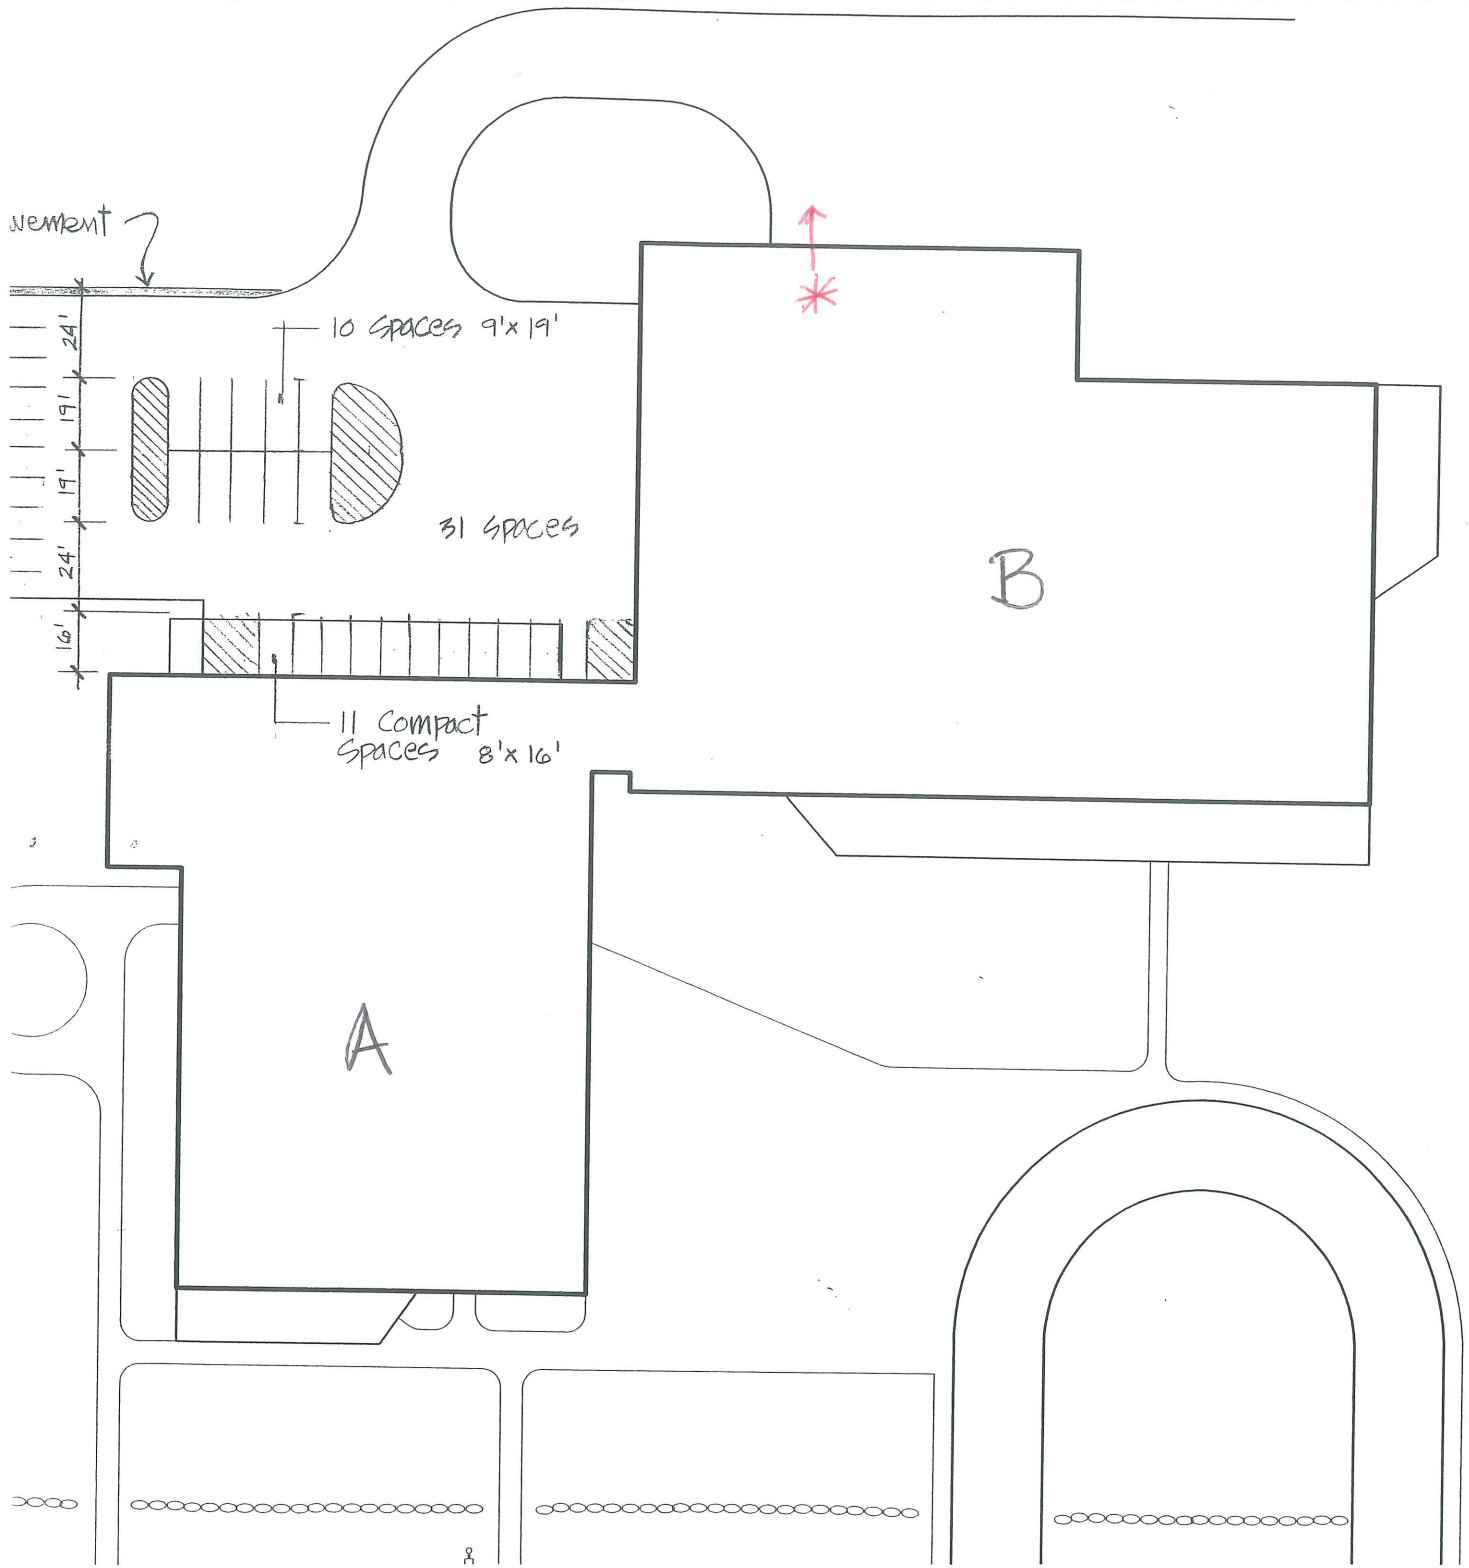 vement
10 Spaces 9'x19'
24'
19'
19'
24'
16'
31 Spaces
B
11 Compact
Spaces 8'x16'
A